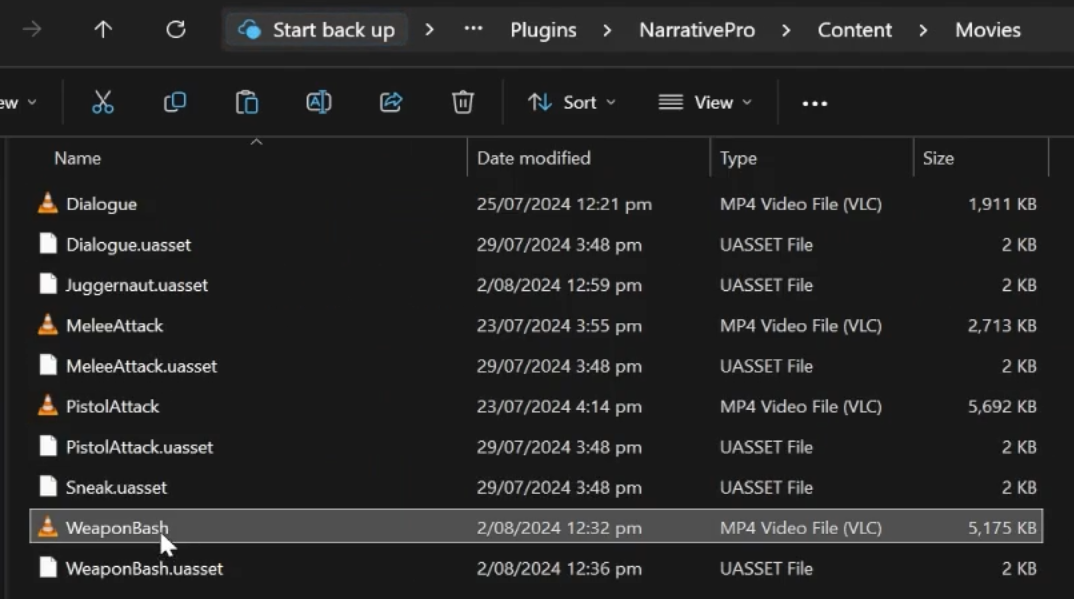 Start back up > ... Plugins > NarrativePro > Content > Movies
ew Sort View ...
Name Date modified Type Size
Dialogue 25/07/2024 12:21 pm MP4 Video File (VLC) 1,911 KB
Dialogue.uasset 29/07/2024 3:48 pm UASSET File 2 KB
Juggernaut.uasset 2/08/2024 12:59 pm UASSET File 2 KB
MeleeAttack 23/07/2024 3:55 pm MP4 Video File (VLC) 2,713 KB
MeleeAttack.uasset 29/07/2024 3:48 pm UASSET File 2 KB
PistolAttack 23/07/2024 4:14 pm MP4 Video File (VLC) 5,692 KB
PistolAttack.uasset 29/07/2024 3:48 pm UASSET File 2 KB
Sneak.uasset 29/07/2024 3:48 pm UASSET File 2 KB
WeaponBash 2/08/2024 12:32 pm MP4 Video File (VLC) 5,175 KB
WeaponBash.uasset 2/08/2024 12:36 pm UASSET File 2 KB